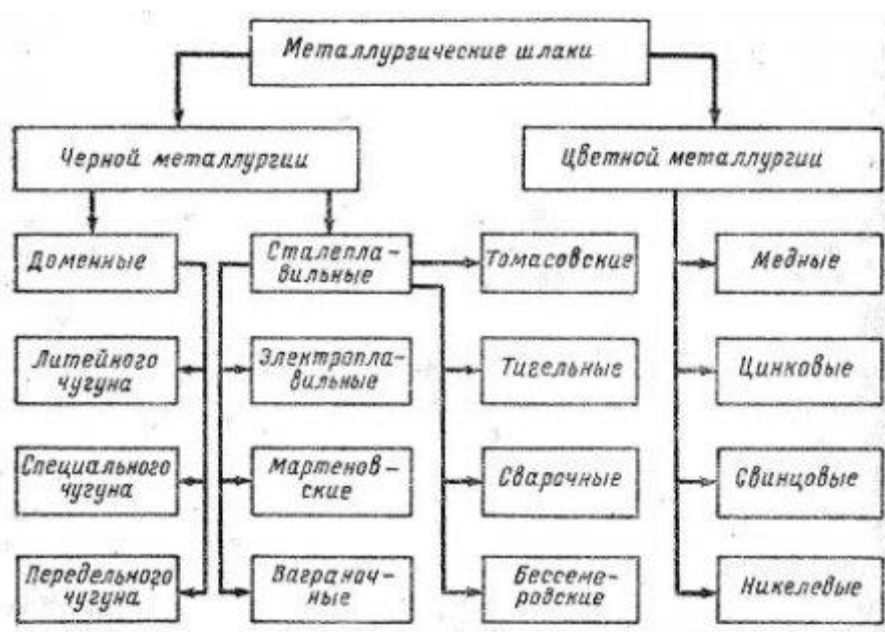 Металлургические шлаки
Черной металлургии
Цветной металлургии
Доменные
Сталепла-
вильные
Томасовские
Медные
Литейного
чугуна
Электропла-
вильные
Тигельные
Цинковые
Специального
чугуна
Мартенов-
ские
Сварочные
Свинцовые
Передельного
чугуна
Ваграноч-
ные
Бессеме-
ровские
Никелевые